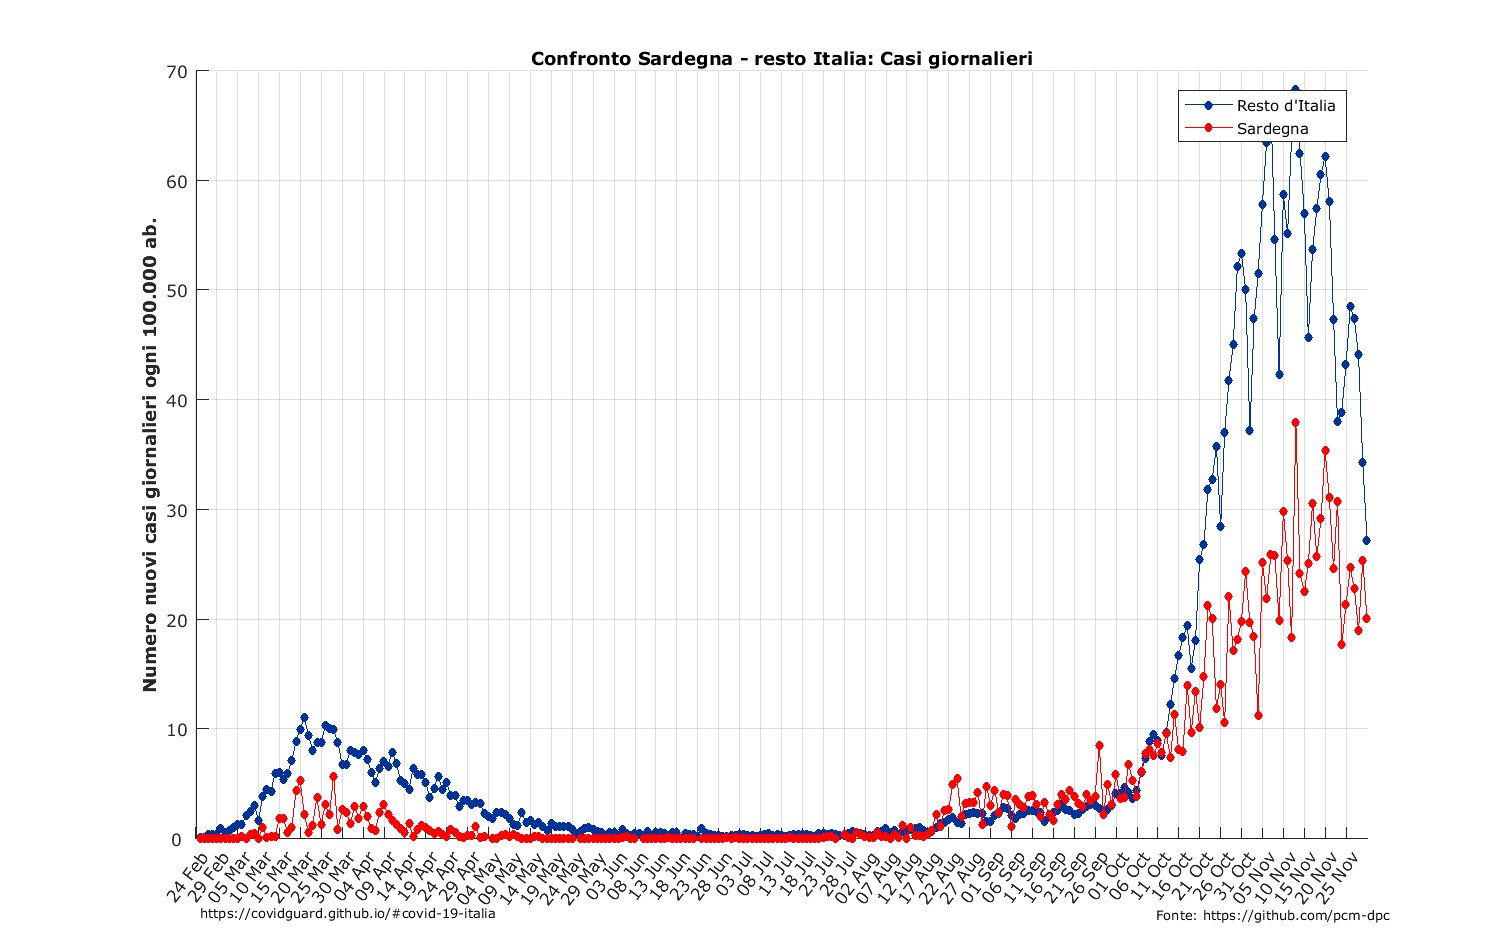 Confronto Sardegna - resto Italia: Casi giornalieri
70
60
50
40
30
20
10
0
Numero nuovi casi giornalieri ogni 100.000 ab.
Resto d'Italia
Sardegna
24 Feb
29 Feb
05 Mar
10 Mar
15 Mar
20 Mar
25 Mar
30 Mar
04 Apr
09 Apr
14 Apr
19 Apr
24 Apr
29 Apr
04 May
09 May
14 May
19 May
24 May
29 May
03 Jun
08 Jun
13 Jun
18 Jun
23 Jun
28 Jun
03 Jul
08 Jul
13 Jul
18 Jul
23 Jul
28 Jul
02 Aug
07 Aug
12 Aug
17 Aug
22 Aug
27 Aug
01 Sep
06 Sep
11 Sep
16 Sep
21 Sep
26 Sep
01 Oct
06 Oct
11 Oct
16 Oct
21 Oct
26 Oct
31 Oct
05 Nov
10 Nov
15 Nov
20 Nov
25 Nov
https://covidguard.github.io/#covid-19-italia
Fonte: https://github.com/pcm-dpc